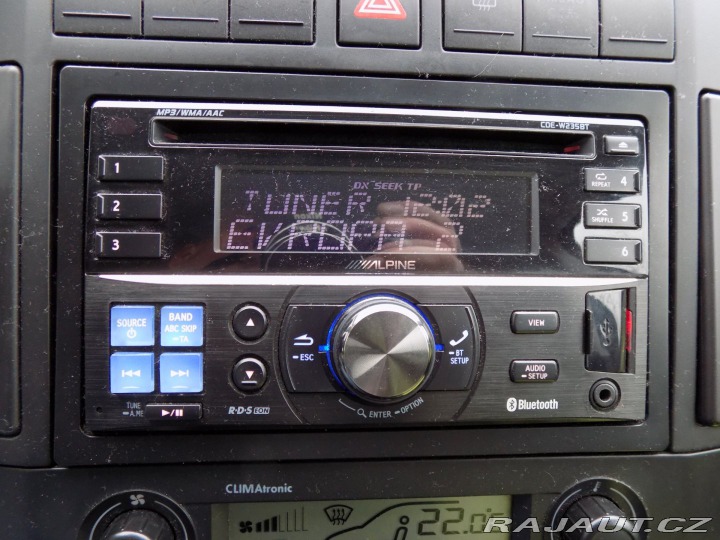 MP3/WMA/AAC
CDE-W235BT
1
2
3
DX SEEK TP
TUNER 12:02
EVROPA 2
ALPINE
REPEAT 4
SHUFFLE 5
6
SOURCE
BAND
ABC SKIP
TA
ESC
BT
SETUP
VIEW
AUDIO
SETUP
TUNE
A.ME
R·D·S EON
ENTER
OPTION
Bluetooth
CLIMAtronic
22.0°
RAJAUT.CZ